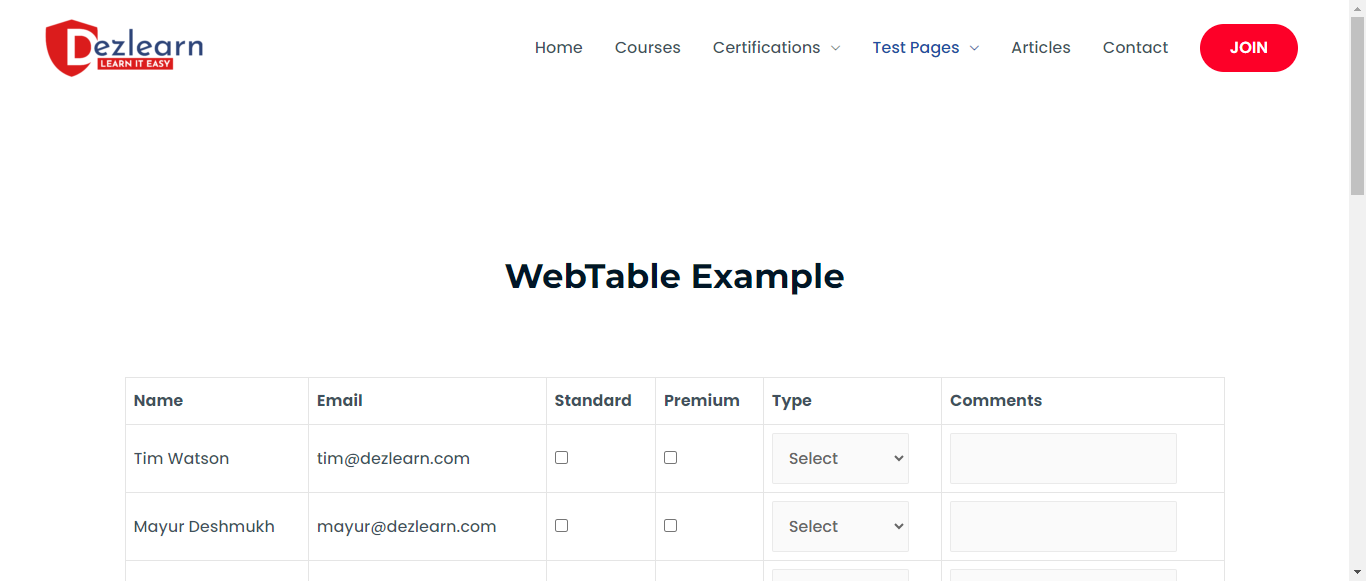 Dezlearn
LEARN IT EASY
Home Courses Certifications Test Pages Articles Contact JOIN
WebTable Example
Name Email Standard Premium Type Comments
Tim Watson tim@dezlearn.com Select
Mayur Deshmukh mayur@dezlearn.com Select